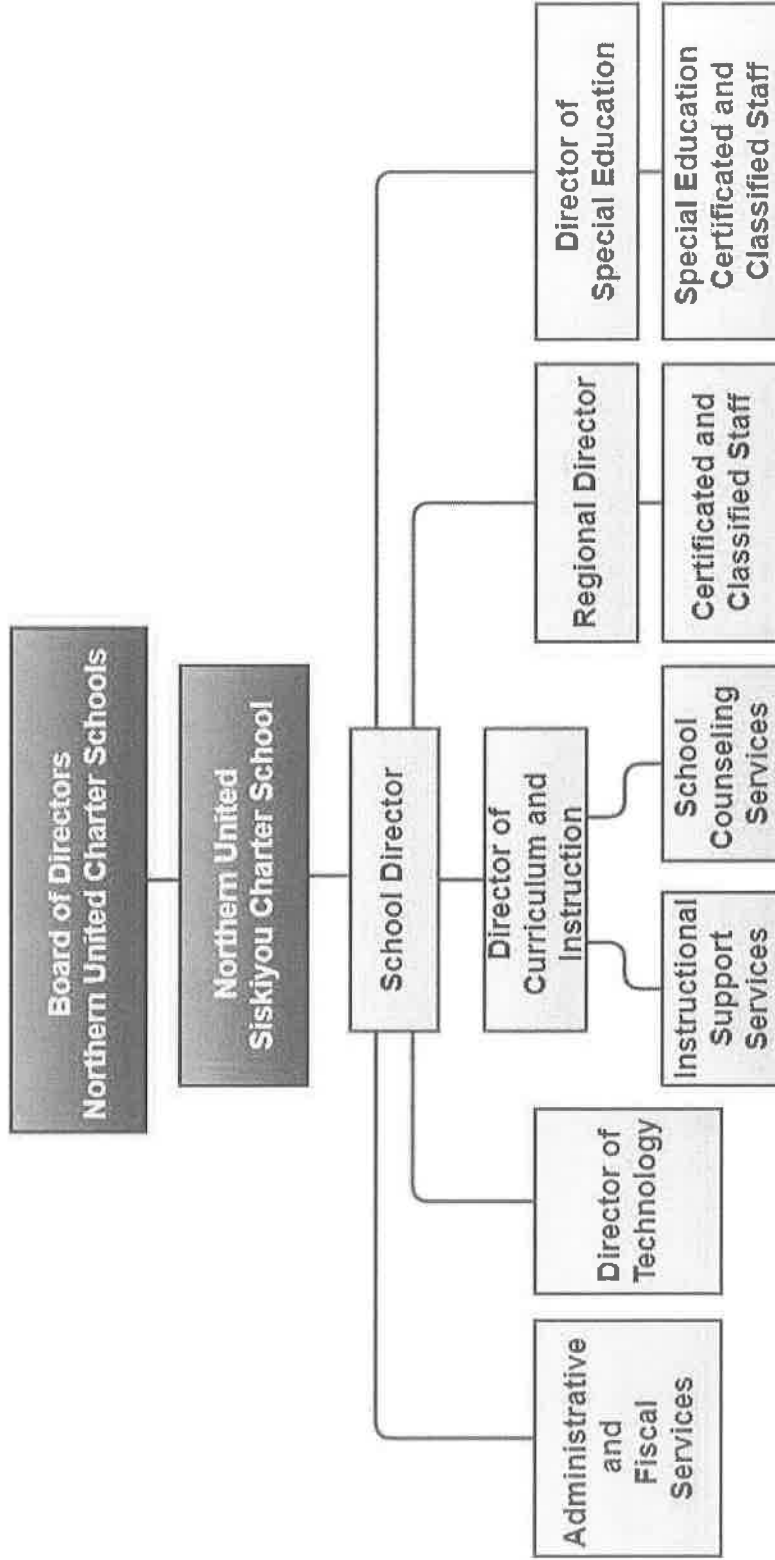 Board of Directors
Northern United Charter Schools
Northern United
Siskiyou Charter School
School Director
Administrative
and
Fiscal
Services
Director of
Technology
Director of
Curriculum and
Instruction
Regional Director
Director of
Special Education
Instructional
Support
Services
School
Counseling
Services
Certificated and
Classified Staff
Special Education
Certificated and
Classified Staff